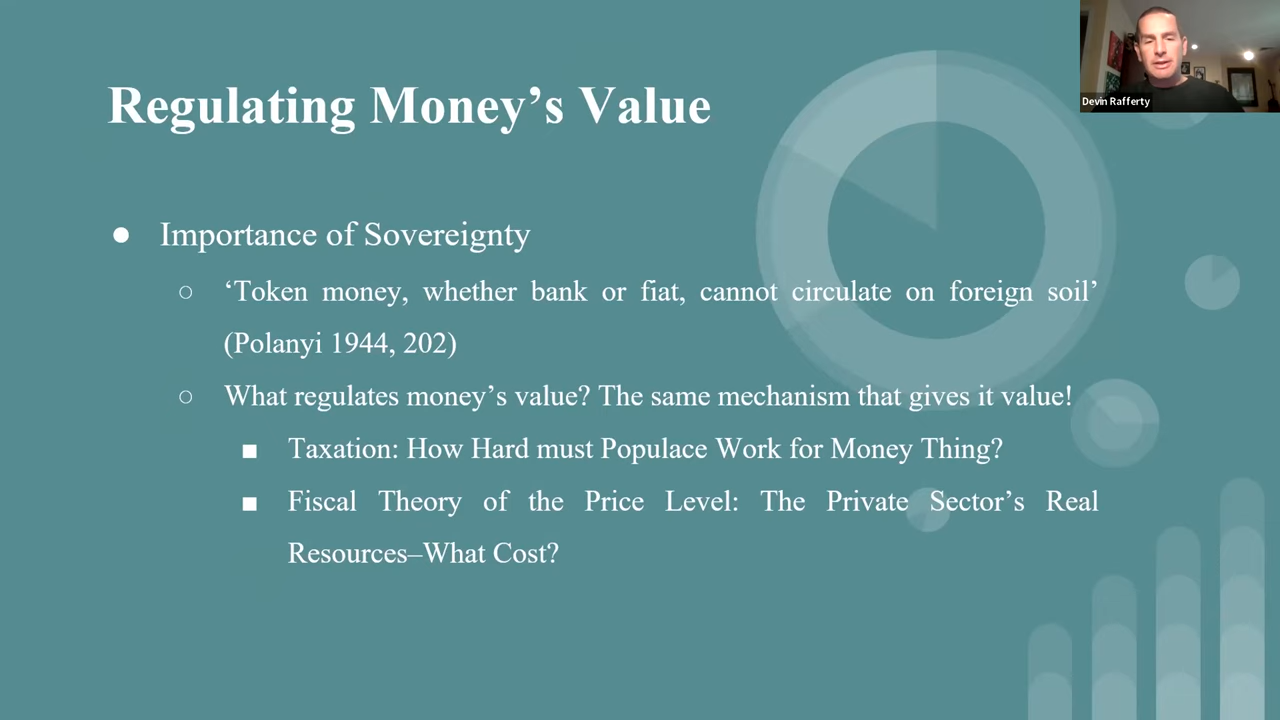 Regulating Money’s Value
Devin Rafferty
● Importance of Sovereignty
○ ‘Token money, whether bank or fiat, cannot circulate on foreign soil’
(Polanyi 1944, 202)
○ What regulates money’s value? The same mechanism that gives it value!
■ Taxation: How Hard must Populace Work for Money Thing?
■ Fiscal Theory of the Price Level: The Private Sector’s Real
Resources–What Cost?